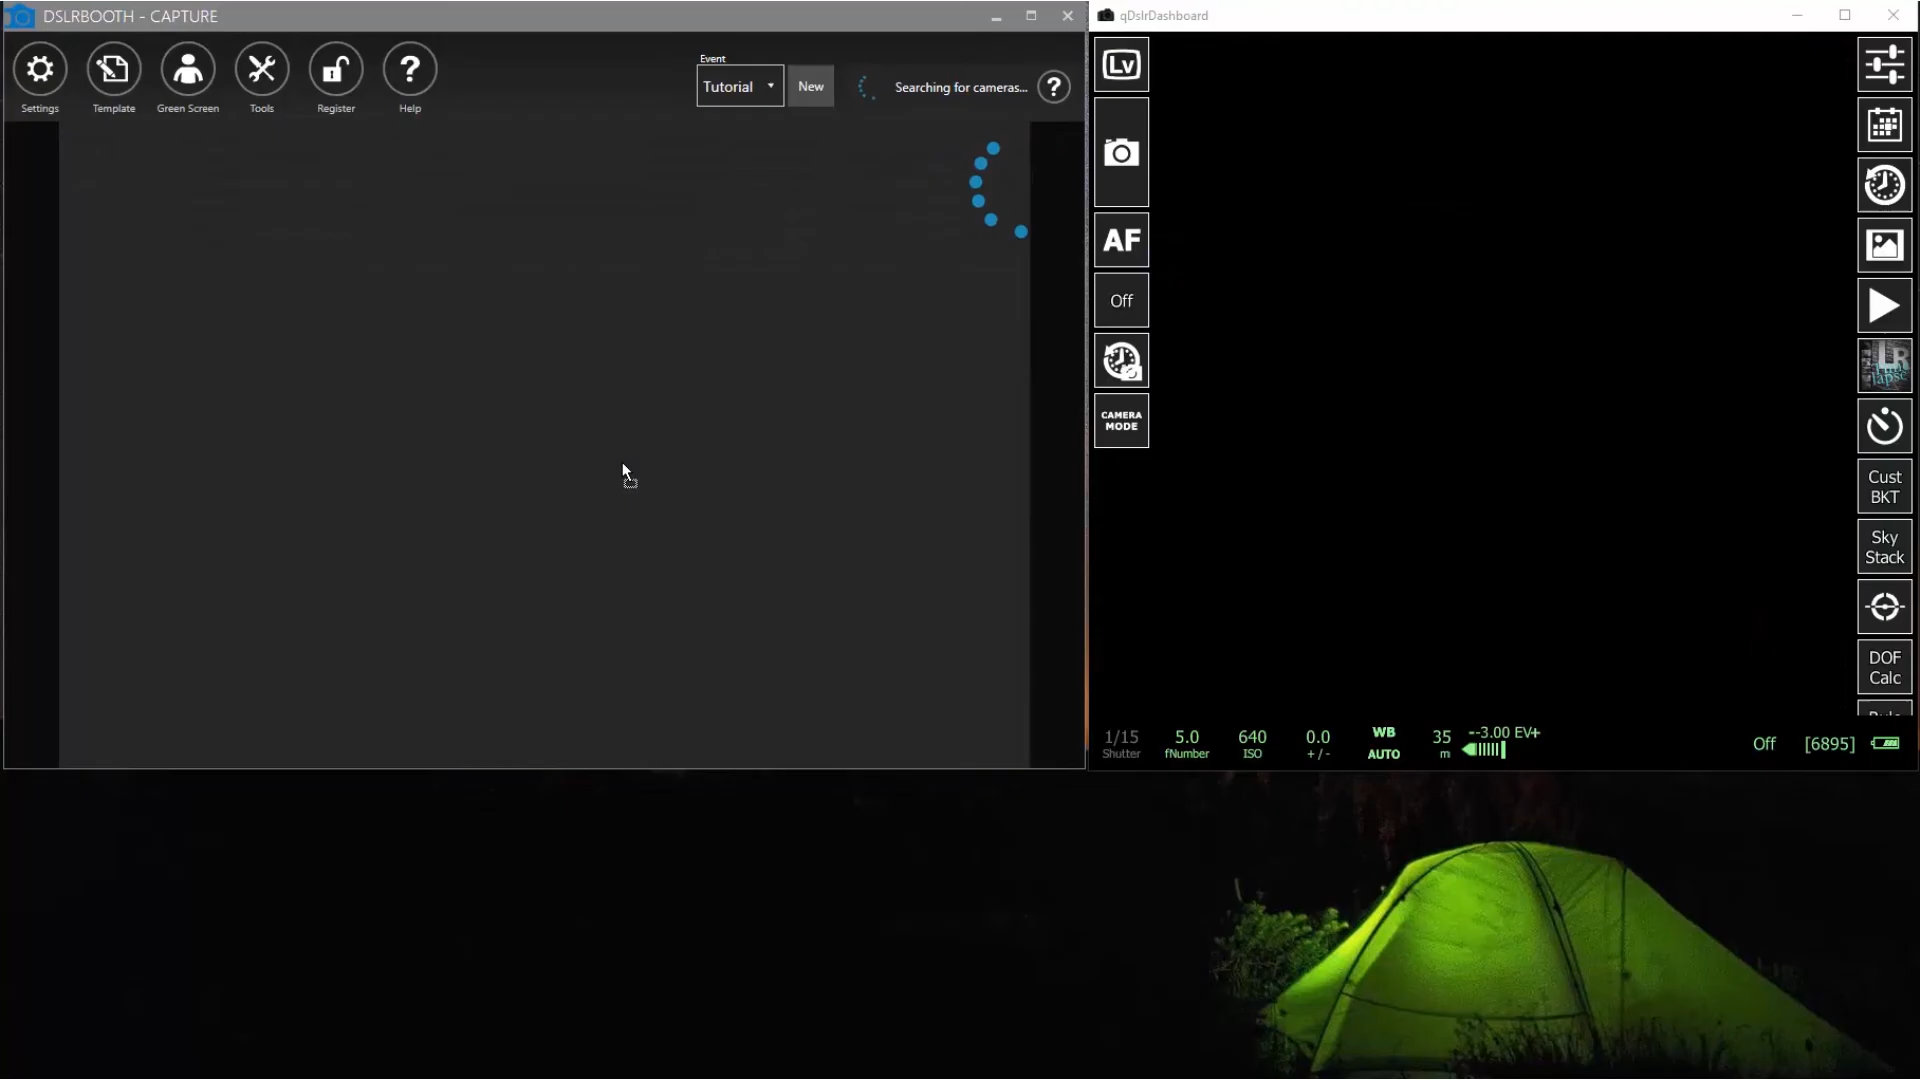 DSLRBOOTH - CAPTURE
Settings
Template
Green Screen
Tools
Register
Help
Event
Tutorial
New
Searching for cameras...
qDslrDashboard
Lv
AF
Off
CAMERA
MODE
LR
lapse
Cust
BKT
Sky
Stack
DOF
Calc
1/15
Shutter
5.0
fNumber
640
ISO
0.0
+ / -
WB
AUTO
35
m
--3.00 EV+
Off
[6895]